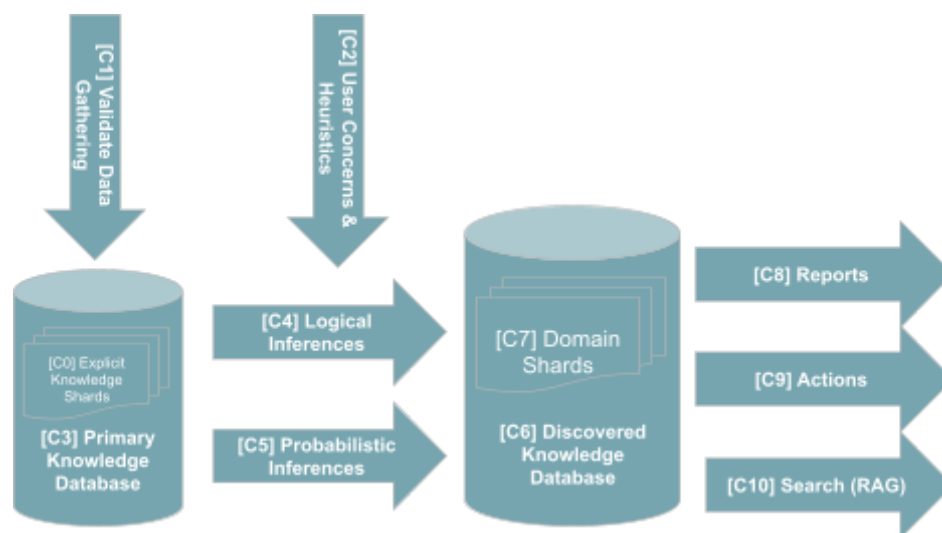 [C1] Validate Data
Gathering
[C2] User Concerns &
Heuristics
[C0] Explicit
Knowledge
Shards
[C3] Primary
Knowledge
Database
[C4] Logical
Inferences
[C5] Probabilistic
Inferences
[C7] Domain
Shards
[C6] Discovered
Knowledge
Database
[C8] Reports
[C9] Actions
[C10] Search (RAG)